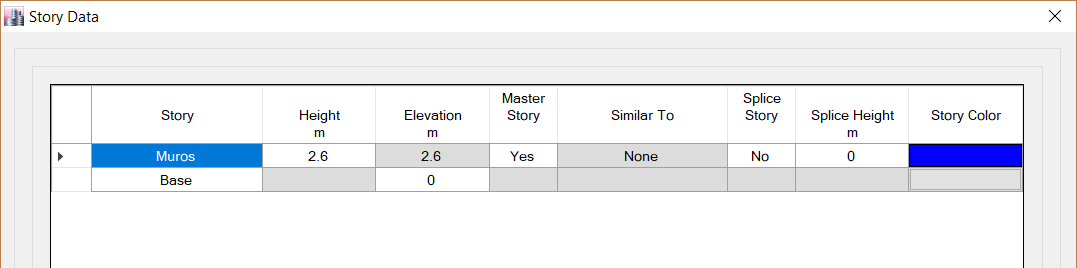 Story Data
Story Height m Elevation m Master Story Similar To Splice Story Splice Height m Story Color
Muros 2.6 2.6 Yes None No 0
Base 0